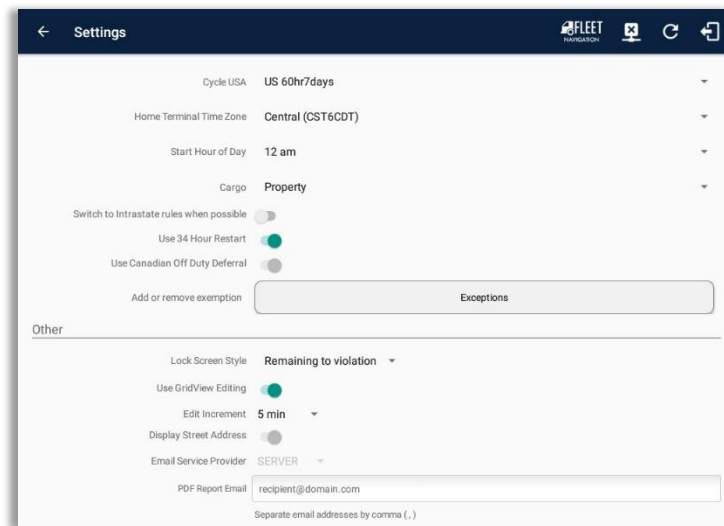 Settings
FLEET
NAVIGATION
Cycle USA US 60hr7days
Home Terminal Time Zone Central (CST6CDT)
Start Hour of Day 12 am
Cargo Property
Switch to Intrastate rules when possible
Use 34 Hour Restart
Use Canadian Off Duty Deferral
Add or remove exemption Exceptions
Other
Lock Screen Style Remaining to violation
Use GridView Editing
Edit Increment 5 min
Display Street Address
Email Service Provider SERVER
PDF Report Email recipient@domain.com
Separate email addresses by comma ( , )